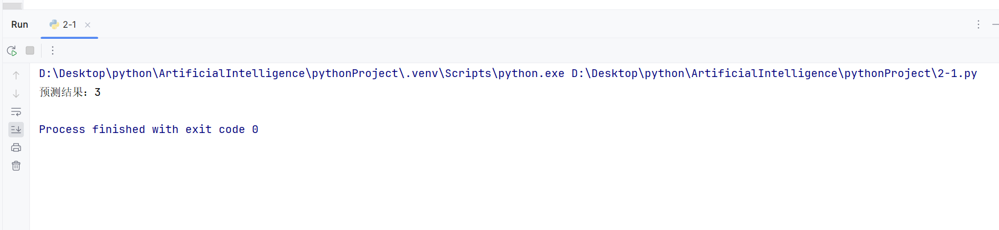 Run 2-1
D:\Desktop\python\ArtificialIntelligence\pythonProject\.venv\Scripts\python.exe D:\Desktop\python\ArtificialIntelligence\pythonProject\2-1.py
预测结果：3
Process finished with exit code 0